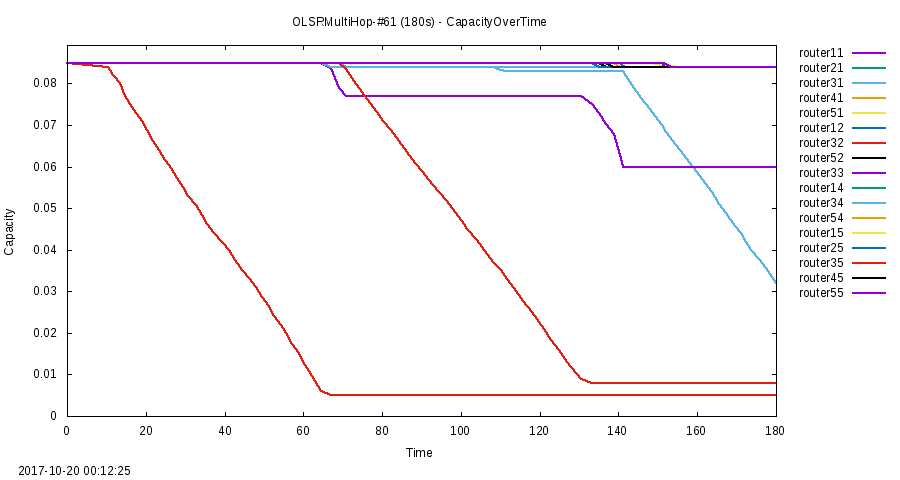 OLSRMultiHop-#61 (180s) - CapacityOverTime
Capacity
0.08
0.07
0.06
0.05
0.04
0.03
0.02
0.01
0
0 20 40 60 80 100 120 140 160 180
Time
router11
router21
router31
router41
router51
router12
router32
router52
router33
router14
router34
router54
router15
router25
router35
router45
router55
2017-10-20 00:12:25